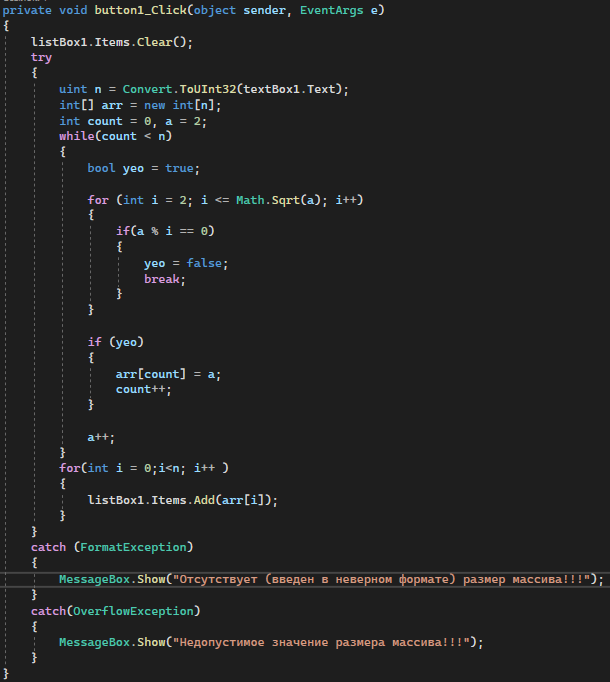 private void button1_Click(object sender, EventArgs e)
{
listBox1.Items.Clear();
try
{
uint n = Convert.ToUInt32(textBox1.Text);
int[] arr = new int[n];
int count = 0, a = 2;
while(count < n)
{
bool yeo = true;
for (int i = 2; i <= Math.Sqrt(a); i++)
{
if(a % i == 0)
{
yeo = false;
break;
}
}
if (yeo)
{
arr[count] = a;
count++;
}
a++;
}
for(int i = 0;i<n; i++ )
{
listBox1.Items.Add(arr[i]);
}
}
catch (FormatException)
{
MessageBox.Show("Отсутствует (введен в неверном формате) размер массива!!!");
}
catch(OverflowException)
{
MessageBox.Show("Недопустимое значение размера массива!!!");
}
}